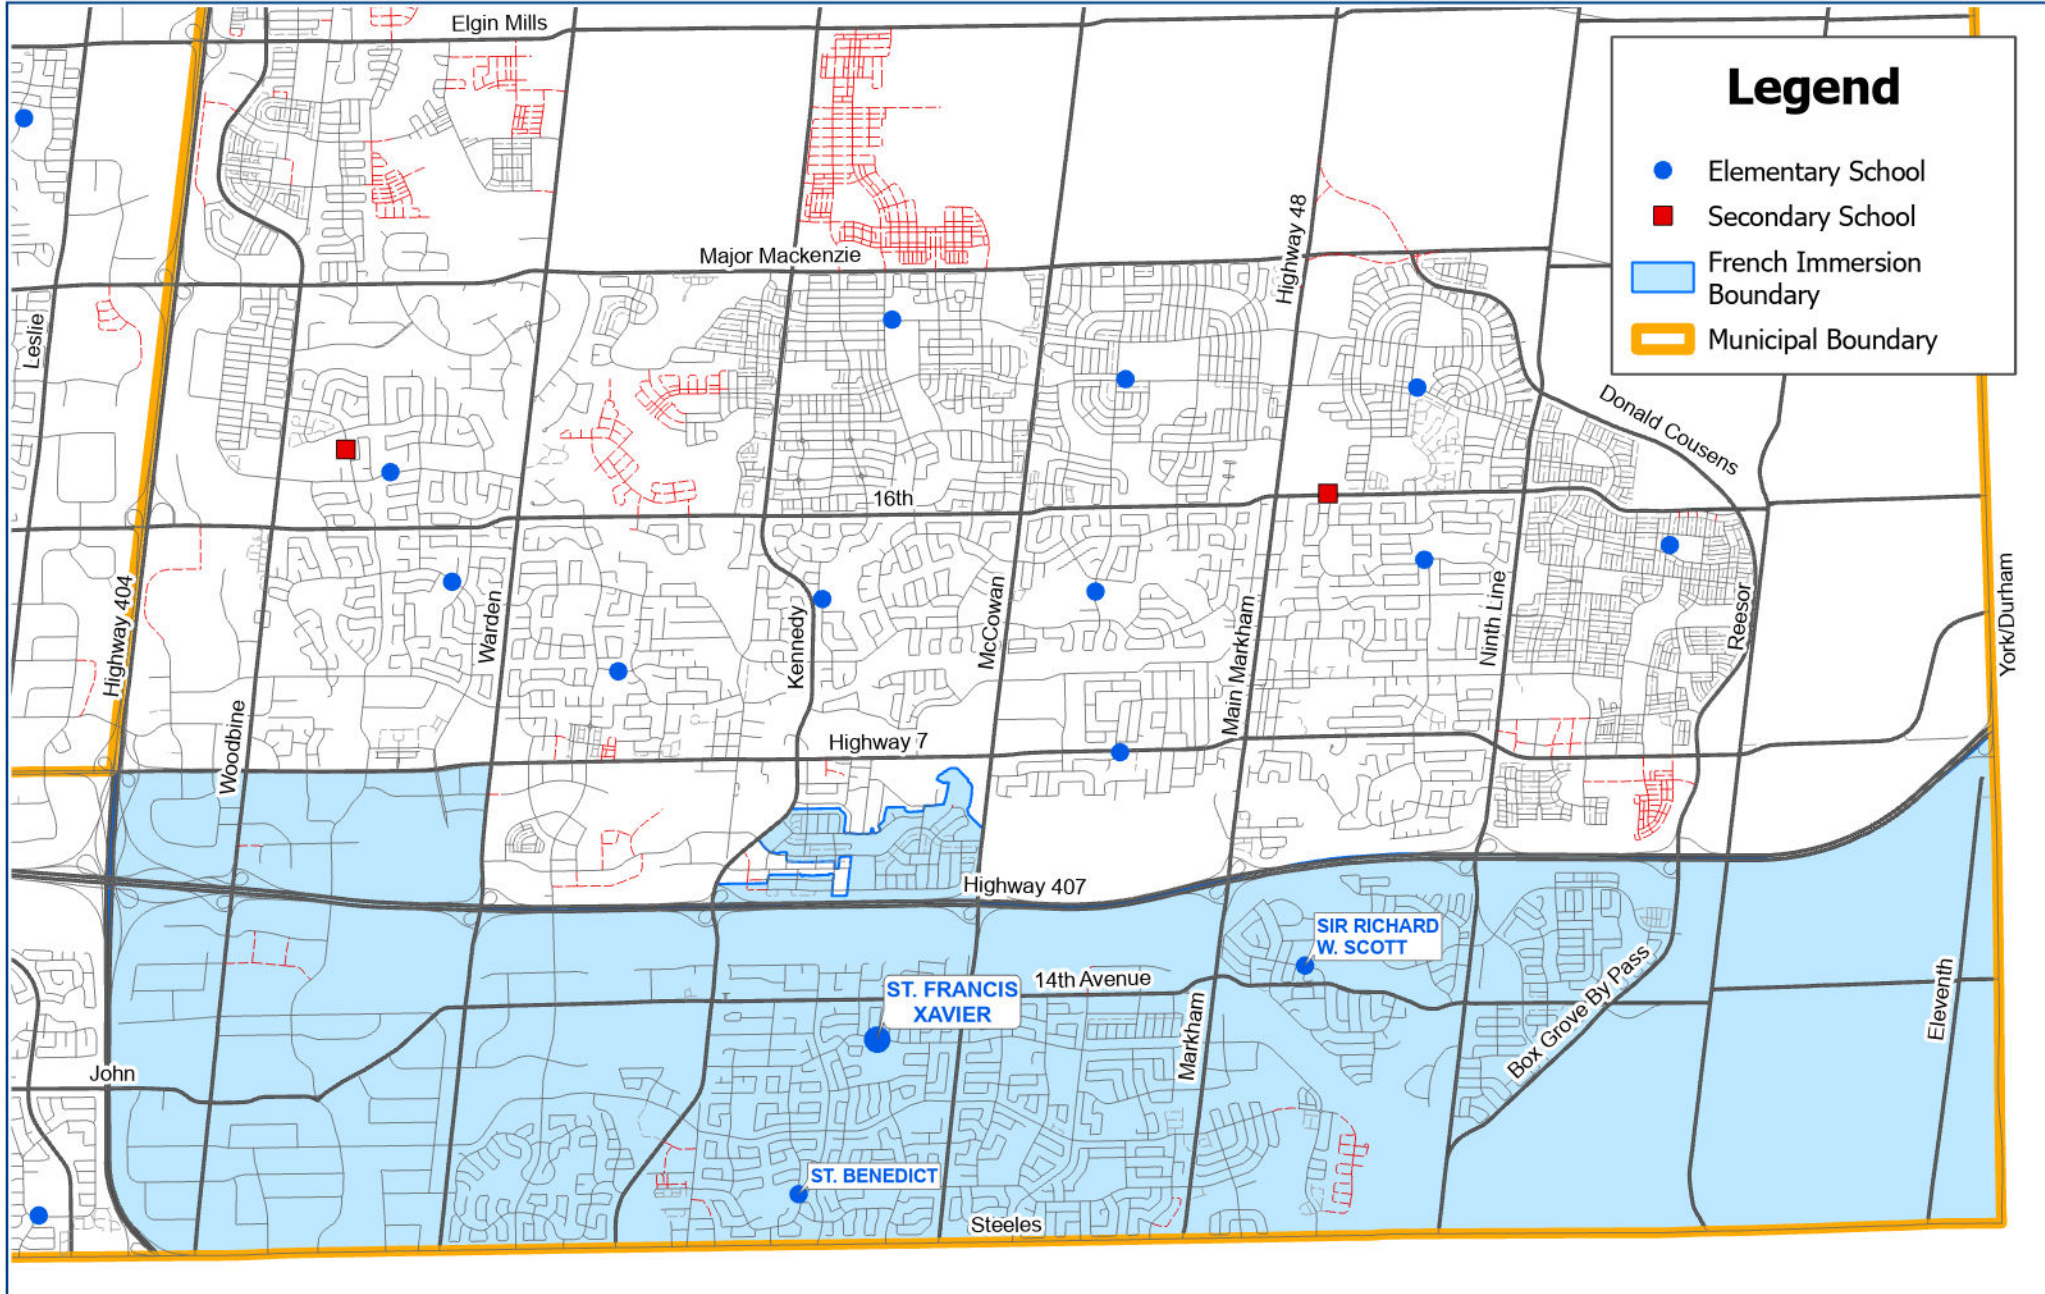 Elgin Mills
Legend
Elementary School
Secondary School
French Immersion
Boundary
Municipal Boundary
Major Mackenzie
Highway 48
Leslie
Donald Cousens
16th
Highway 404
Warden
Kennedy
McCowan
Main Markham
Ninth Line
Reesor
York/Durham
Woodbine
Highway 7
Highway 407
SIR RICHARD
W. SCOTT
ST. FRANCIS
XAVIER
14th Avenue
Markham
Box Grove By Pass
Eleventh
John
ST. BENEDICT
Steeles